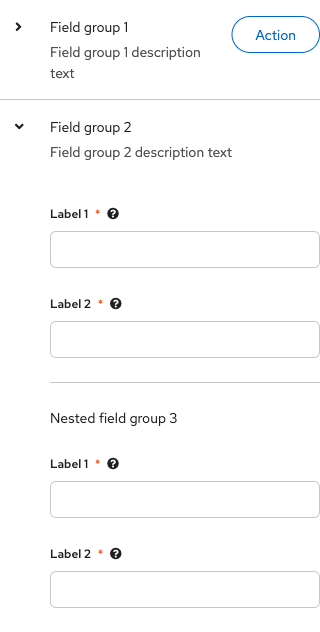 Field group 1
Action
Field group 1 description
text
Field group 2
Field group 2 description text
Label 1 *
Label 2 *
Nested field group 3
Label 1 *
Label 2 *